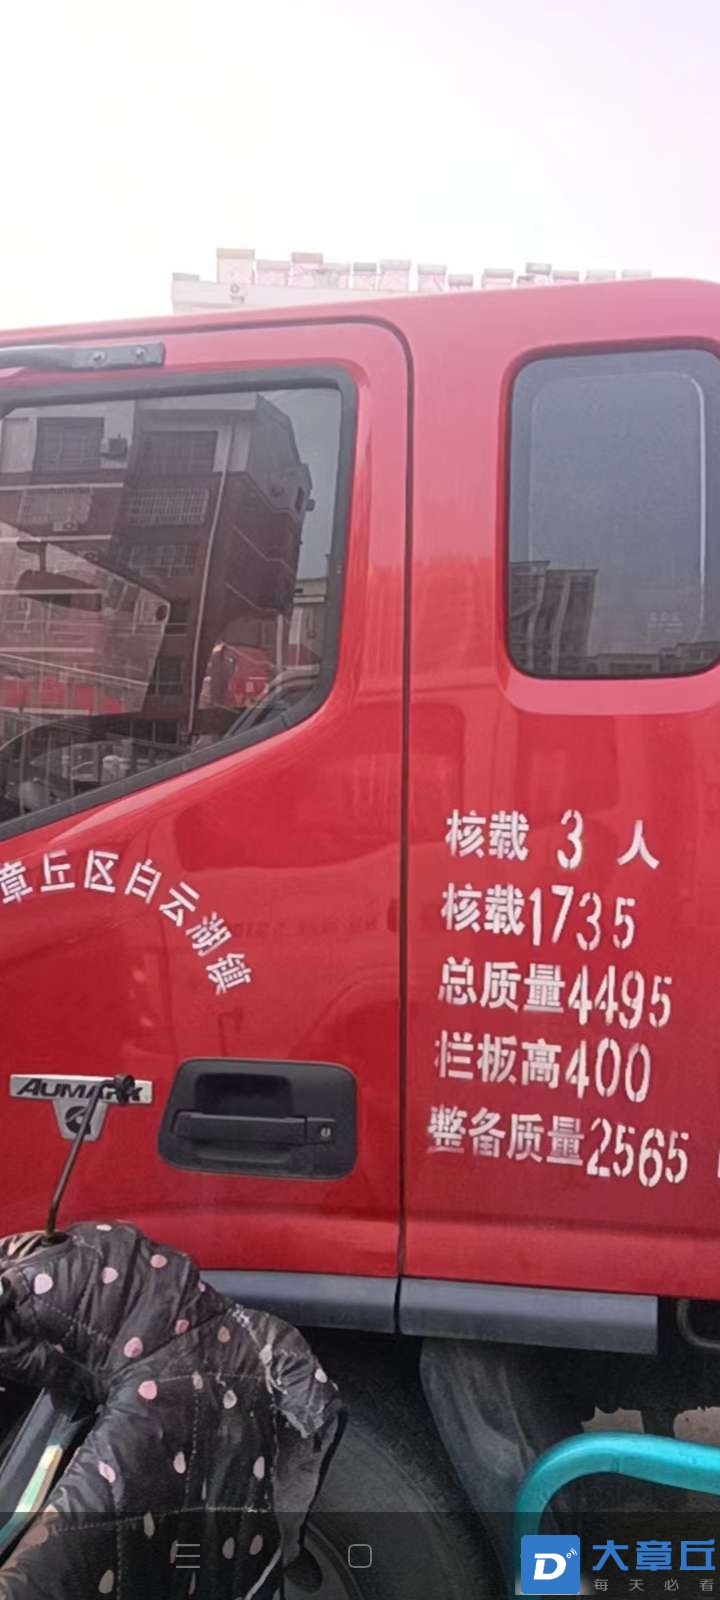 核载 3 人
核载1735
总质量4495
栏板高400
整备质量2565
章丘区白云湖镇
AUMARK
大章丘
每天必看